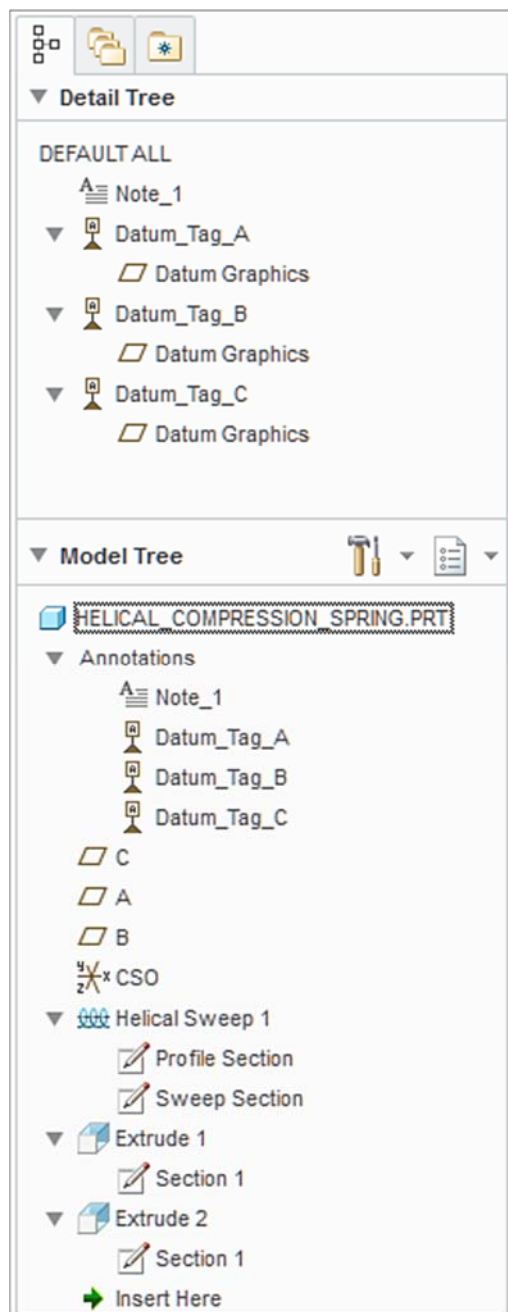 Detail Tree
DEFAULT ALL
Note_1
Datum_Tag_A
Datum Graphics
Datum_Tag_B
Datum Graphics
Datum_Tag_C
Datum Graphics
Model Tree
HELICAL_COMPRESSION_SPRING.PRT
Annotations
Note_1
Datum_Tag_A
Datum_Tag_B
Datum_Tag_C
C
A
B
CSO
Helical Sweep 1
Profile Section
Sweep Section
Extrude 1
Section 1
Extrude 2
Section 1
Insert Here